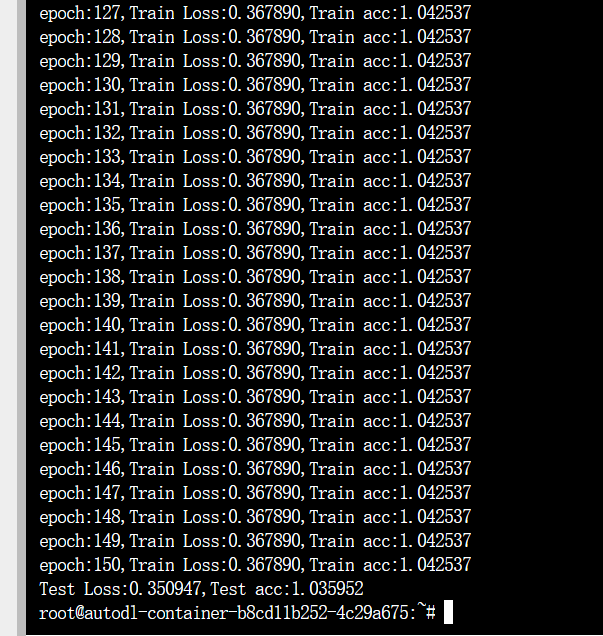 epoch:127,Train Loss:0.367890,Train acc:1.042537
epoch:128,Train Loss:0.367890,Train acc:1.042537
epoch:129,Train Loss:0.367890,Train acc:1.042537
epoch:130,Train Loss:0.367890,Train acc:1.042537
epoch:131,Train Loss:0.367890,Train acc:1.042537
epoch:132,Train Loss:0.367890,Train acc:1.042537
epoch:133,Train Loss:0.367890,Train acc:1.042537
epoch:134,Train Loss:0.367890,Train acc:1.042537
epoch:135,Train Loss:0.367890,Train acc:1.042537
epoch:136,Train Loss:0.367890,Train acc:1.042537
epoch:137,Train Loss:0.367890,Train acc:1.042537
epoch:138,Train Loss:0.367890,Train acc:1.042537
epoch:139,Train Loss:0.367890,Train acc:1.042537
epoch:140,Train Loss:0.367890,Train acc:1.042537
epoch:141,Train Loss:0.367890,Train acc:1.042537
epoch:142,Train Loss:0.367890,Train acc:1.042537
epoch:143,Train Loss:0.367890,Train acc:1.042537
epoch:144,Train Loss:0.367890,Train acc:1.042537
epoch:145,Train Loss:0.367890,Train acc:1.042537
epoch:146,Train Loss:0.367890,Train acc:1.042537
epoch:147,Train Loss:0.367890,Train acc:1.042537
epoch:148,Train Loss:0.367890,Train acc:1.042537
epoch:149,Train Loss:0.367890,Train acc:1.042537
epoch:150,Train Loss:0.367890,Train acc:1.042537
Test Loss:0.350947,Test acc:1.035952
root@autodl-container-b8cd11b252-4c29a675:~#